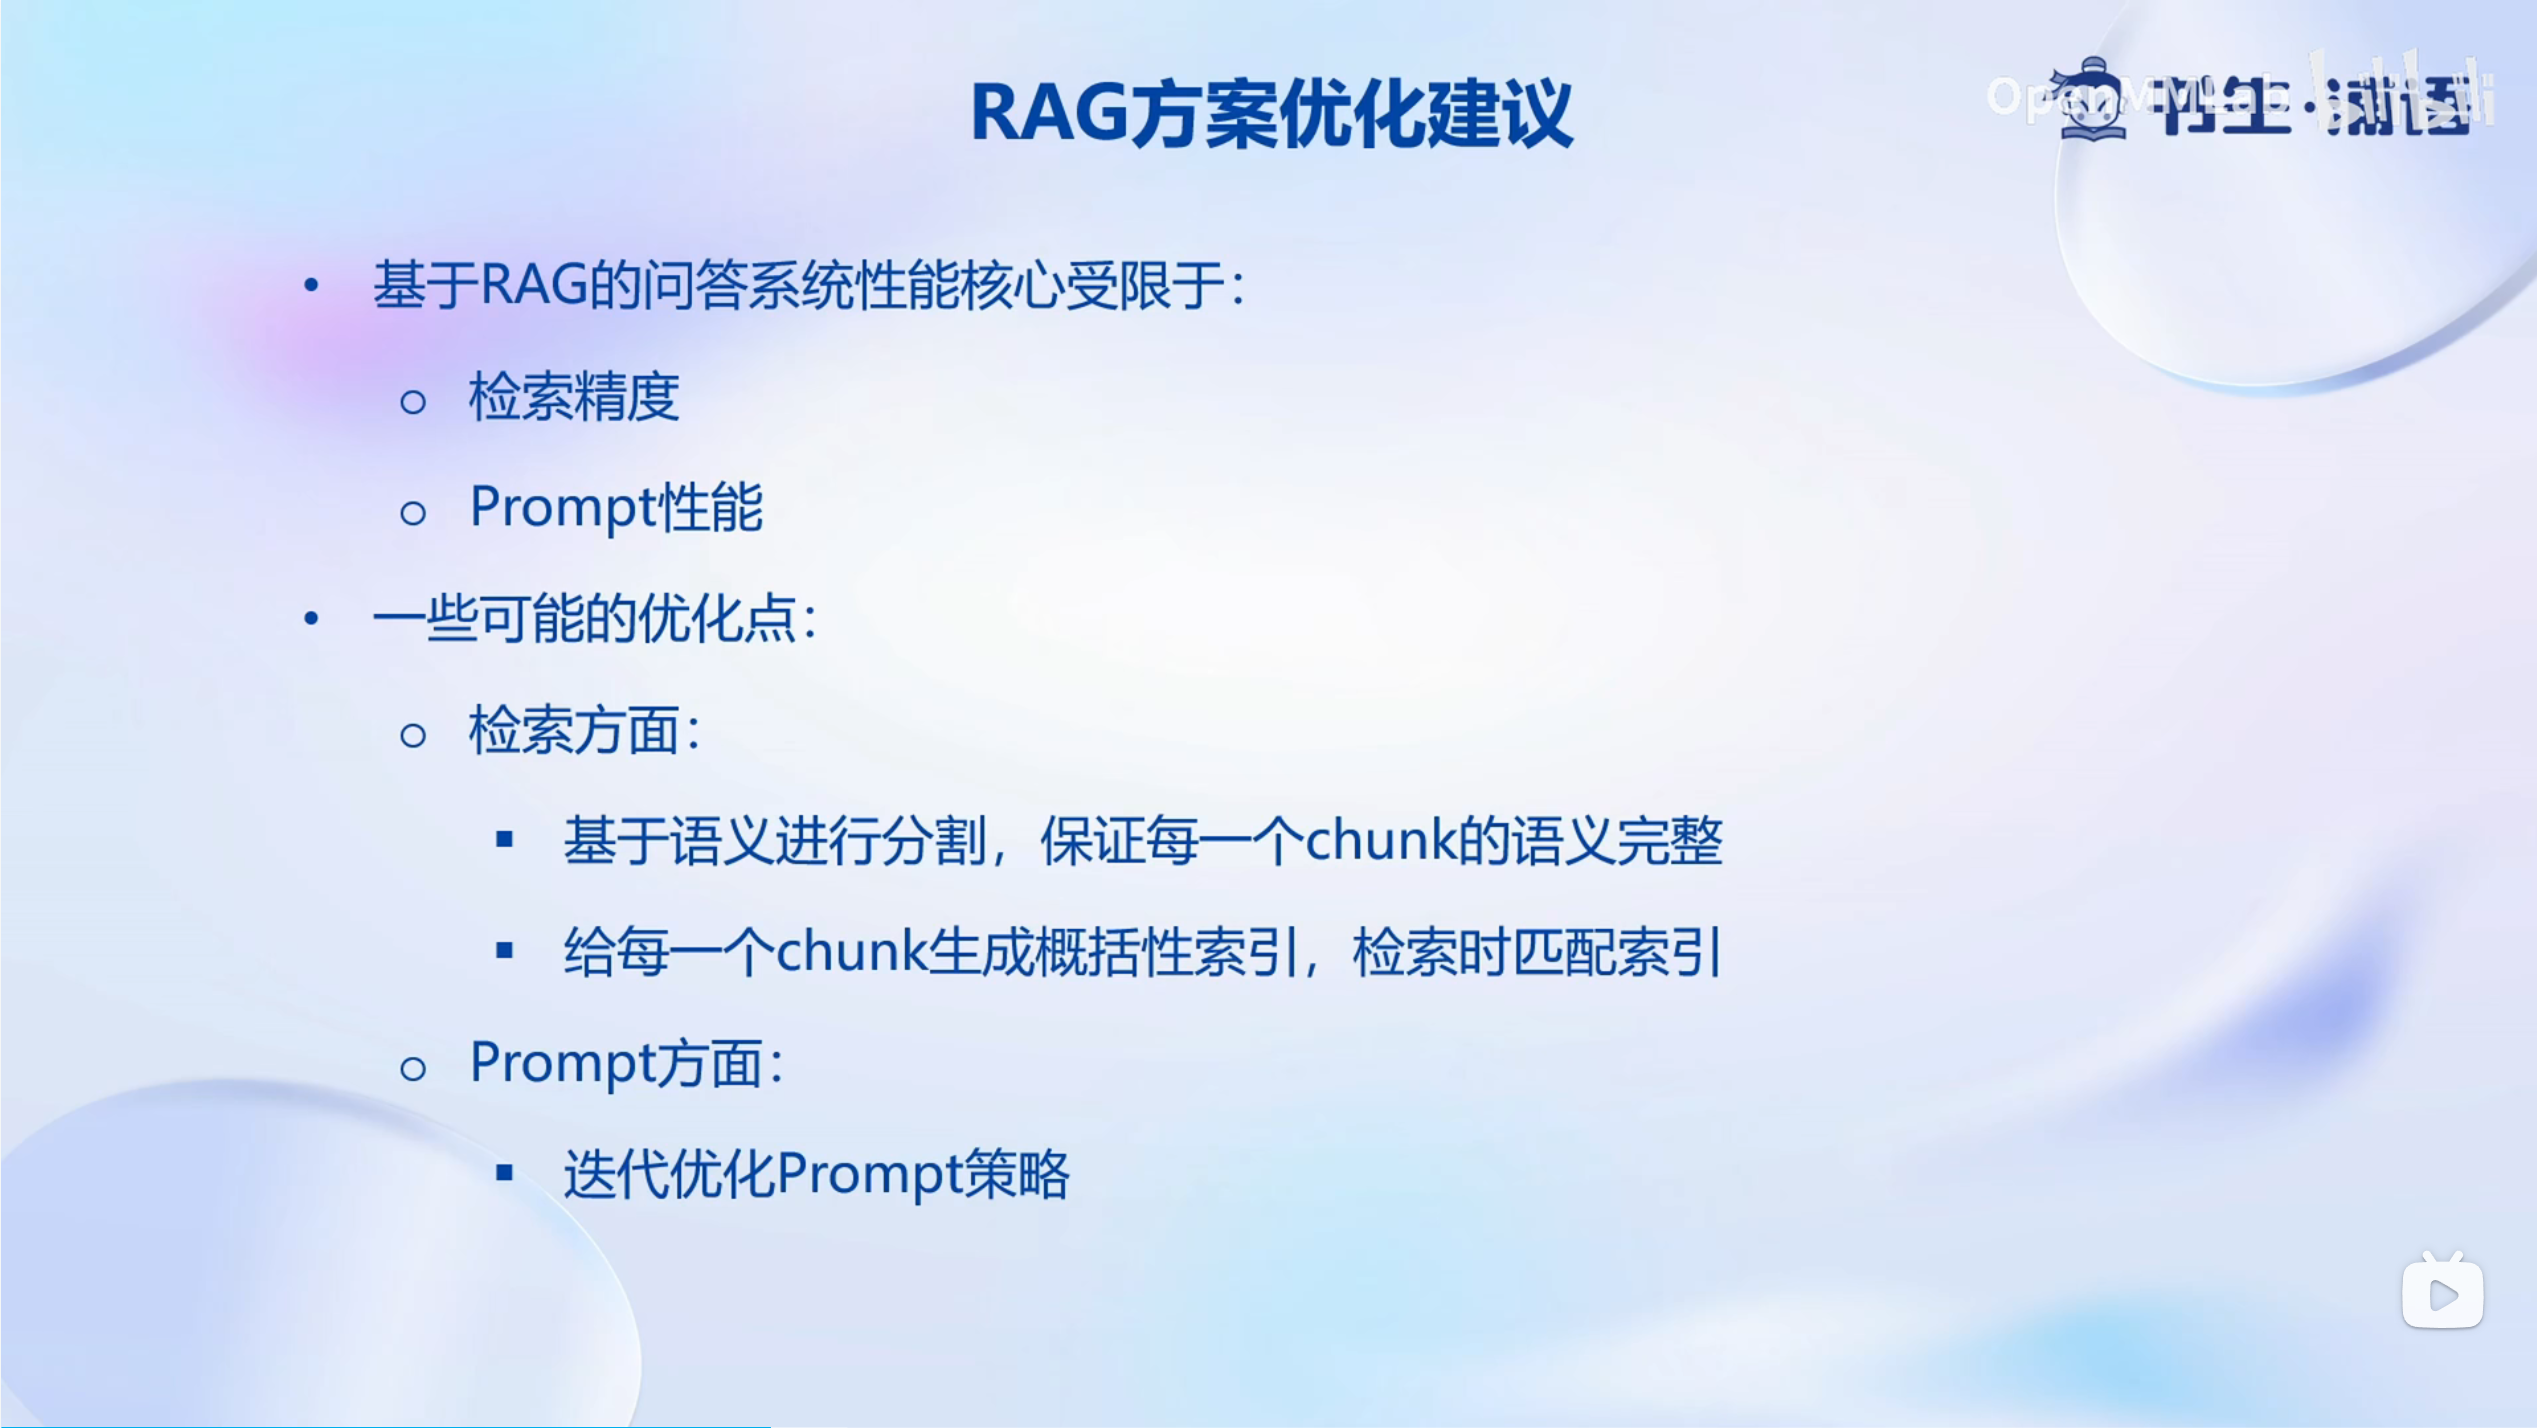 RAG方案优化建议
OpenMMLab bilibili
书生·浦语
• 基于RAG的问答系统性能核心受限于：
o 检索精度
o Prompt性能
• 一些可能的优化点：
o 检索方面：
▪ 基于语义进行分割，保证每一个chunk的语义完整
▪ 给每一个chunk生成概括性索引，检索时匹配索引
o Prompt方面：
▪ 迭代优化Prompt策略